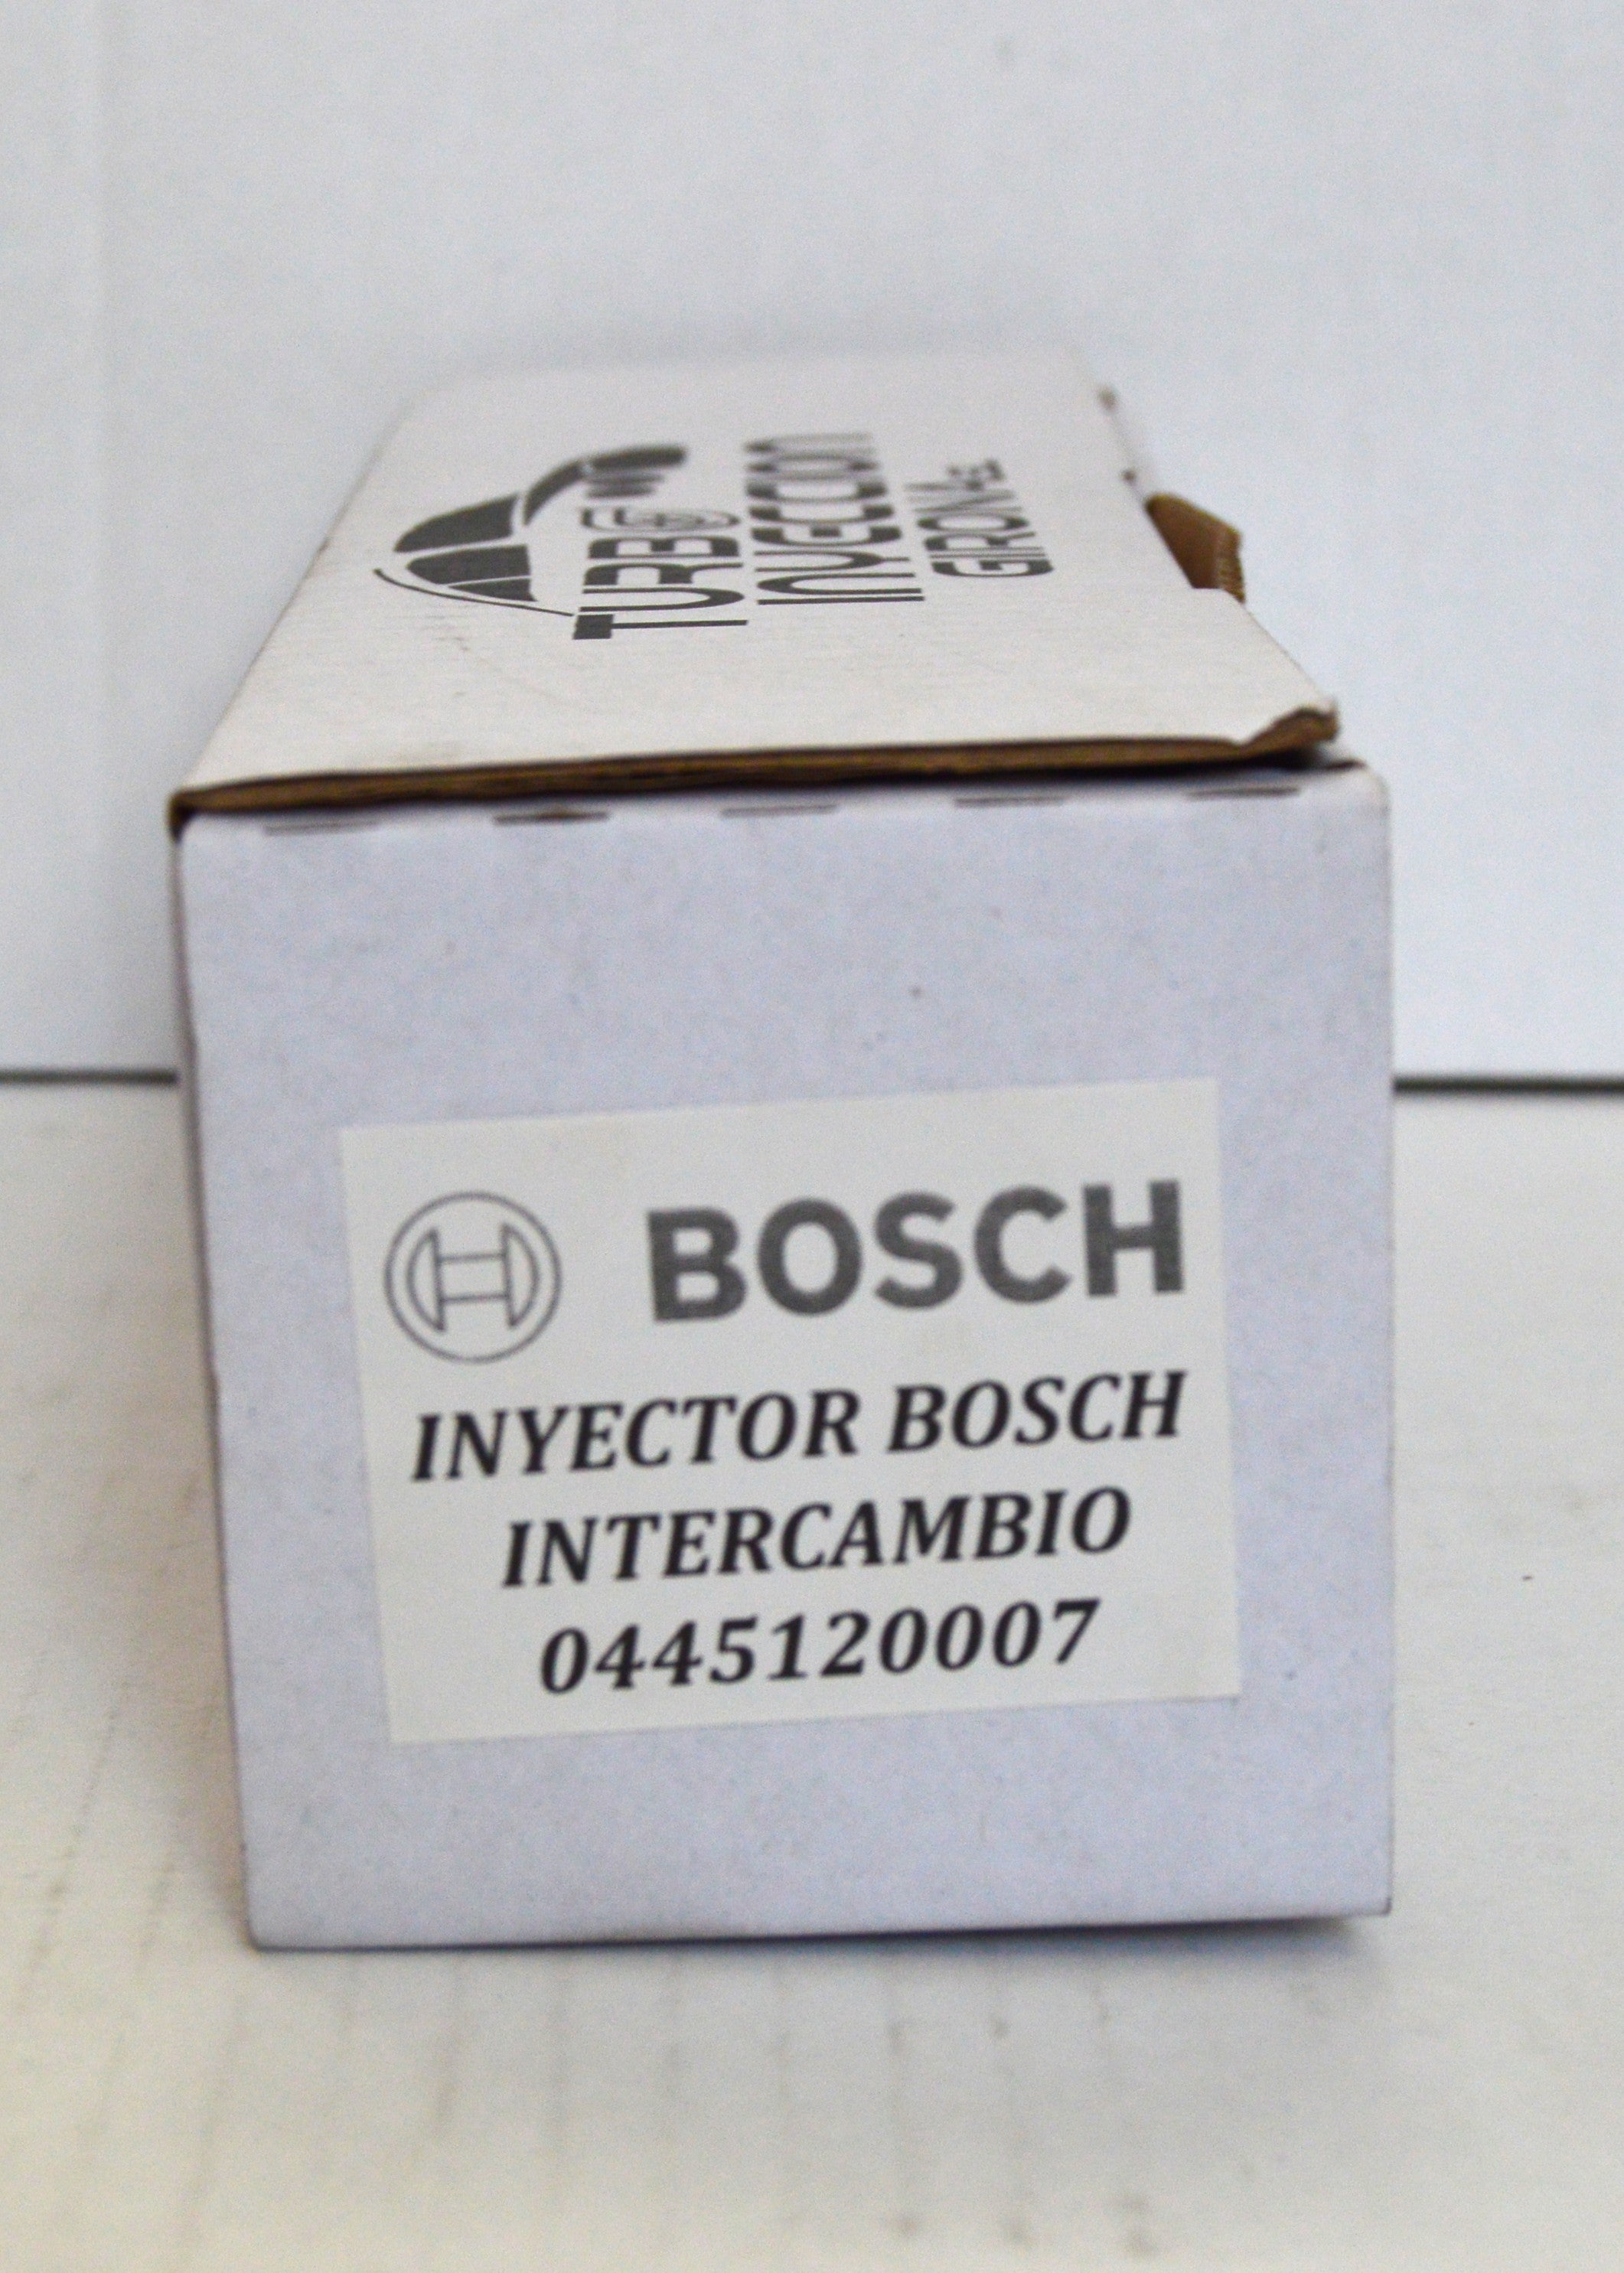 TURBO
INYECCION
GIRONA
BOSCH
INYECTOR BOSCH
INTERCAMBIO
0445120007